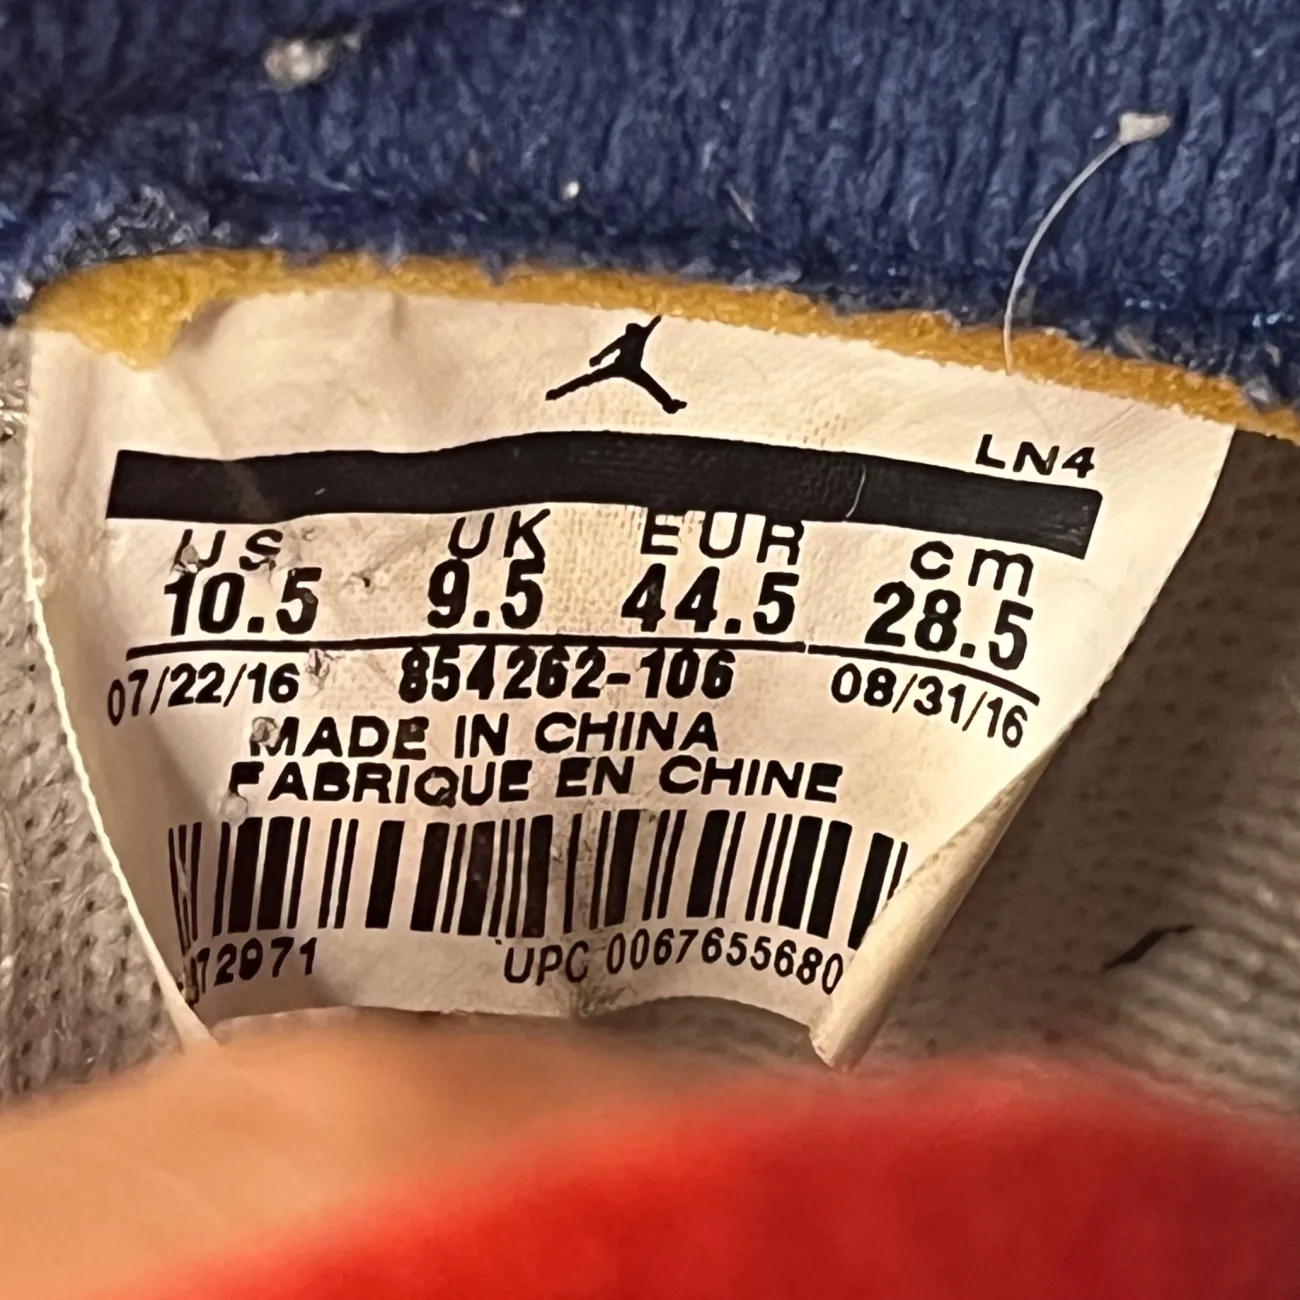 LN4
US UK EUR cm
10.5 9.5 44.5 28.5
07/22/16 854262-106 08/31/16
MADE IN CHINA
FABRIQUE EN CHINE
UPC 0067655680